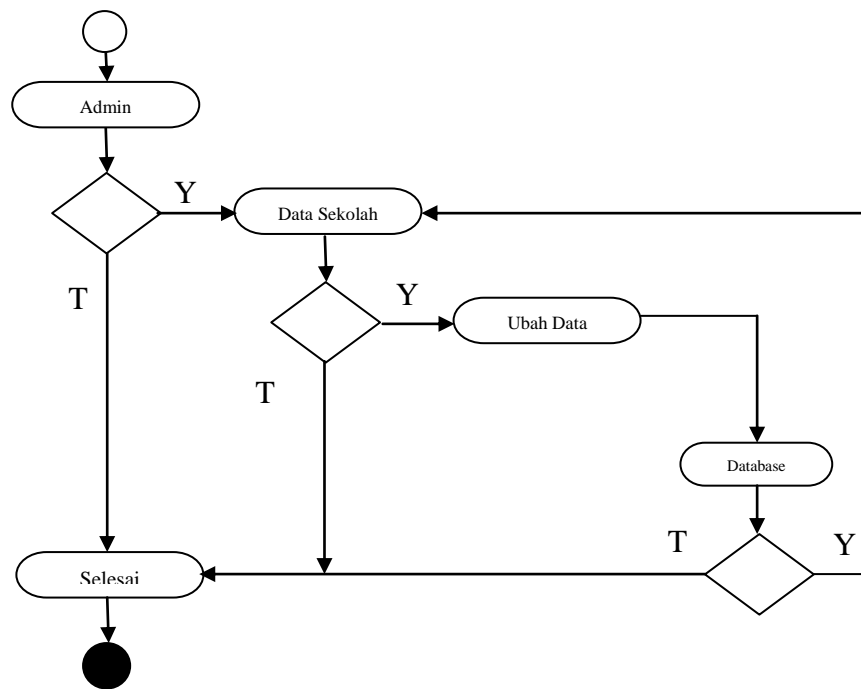 Admin
Y
Data Sekolah
T
Y
Ubah Data
T
Database
T
Y
Selesai